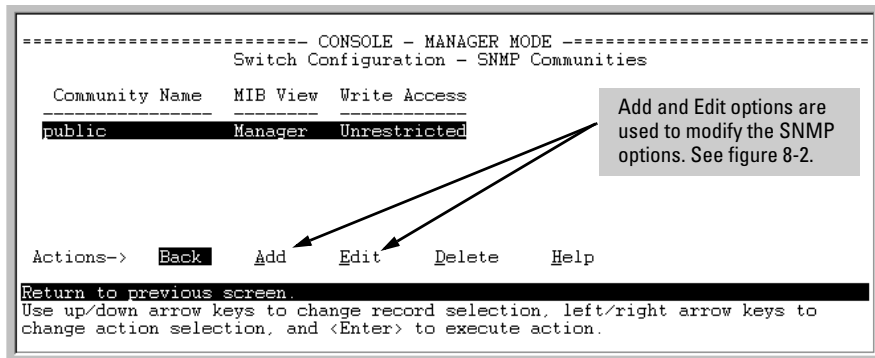 ===========================- CONSOLE - MANAGER MODE -============================
Switch Configuration - SNMP Communities
Community Name MIB View Write Access
public Manager Unrestricted
Add and Edit options are
used to modify the SNMP
options. See figure 8-2.
Actions-> Back Add Edit Delete Help
Return to previous screen.
Use up/down arrow keys to change record selection, left/right arrow keys to
change action selection, and <Enter> to execute action.